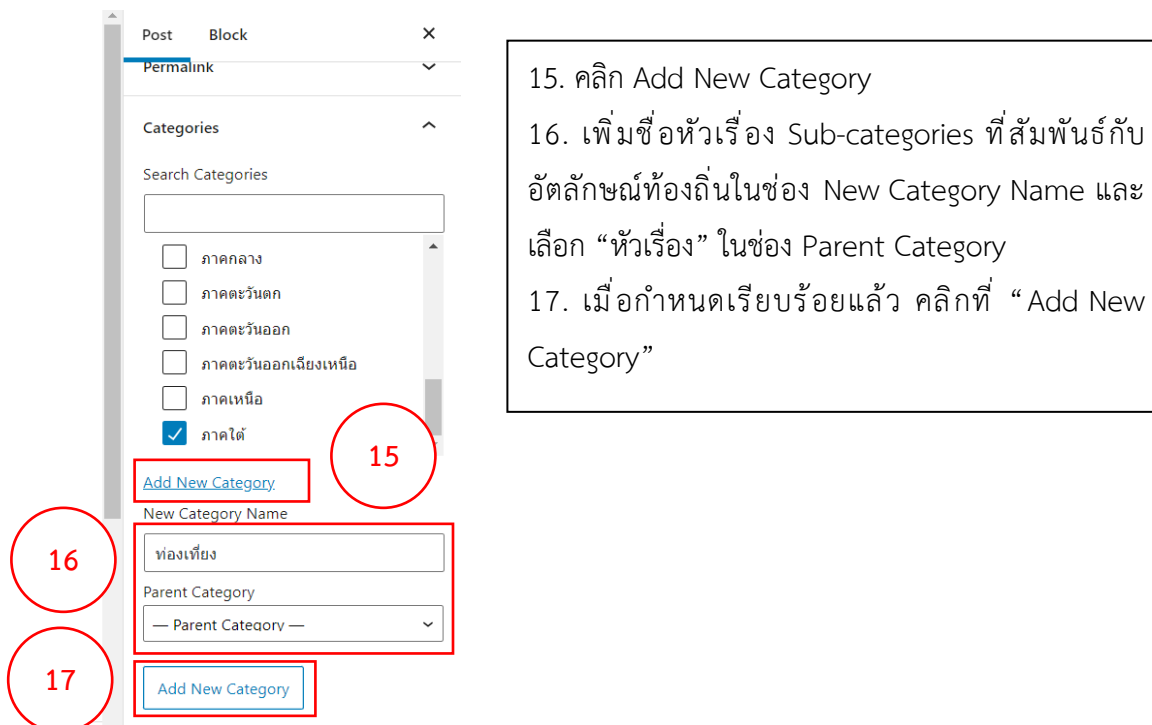 Post Block
Permalink
Categories
Search Categories
ภาคกลาง
ภาคตะวันตก
ภาคตะวันออก
ภาคตะวันออกเฉียงเหนือ
ภาคเหนือ
ภาคใต้
15
Add New Category
New Category Name
16
ท่องเที่ยง
Parent Category
— Parent Category —
17
Add New Category
15. คลิก Add New Category
16. เพิ่มชื่อหัวเรื่อง Sub-categories ที่สัมพันธ์กับ
อัตลักษณ์ท้องถิ่นในช่อง New Category Name และ
เลือก “หัวเรื่อง” ในช่อง Parent Category
17. เมื่อกำหนดเรียบร้อยแล้ว คลิกที่ “Add New
Category”